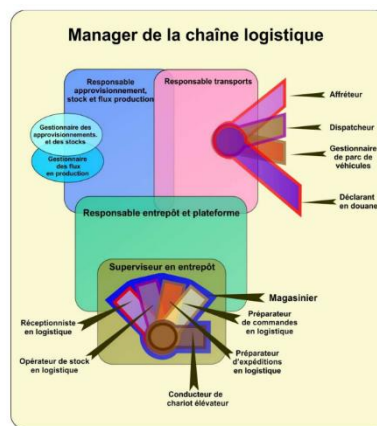 Manager de la chaîne logistique
Responsable
approvisionnement,
stock et flux production
Responsable transports
Gestionnaire des
approvisionnements,
et des stocks
Gestionnaire
des flux
en production
Affréteur
Dispatcheur
Gestionnaire
de parc de
véhicules
Déclarant
en douane
Responsable entrepôt et plateforme
Superviseur en entrepôt
Magasinier
Réceptionniste
en logistique
Préparateur
de commandes
en logistique
Opérateur de stock
en logistique
Préparateur
d'expéditions
en logistique
Conducteur de
chariot élévateur